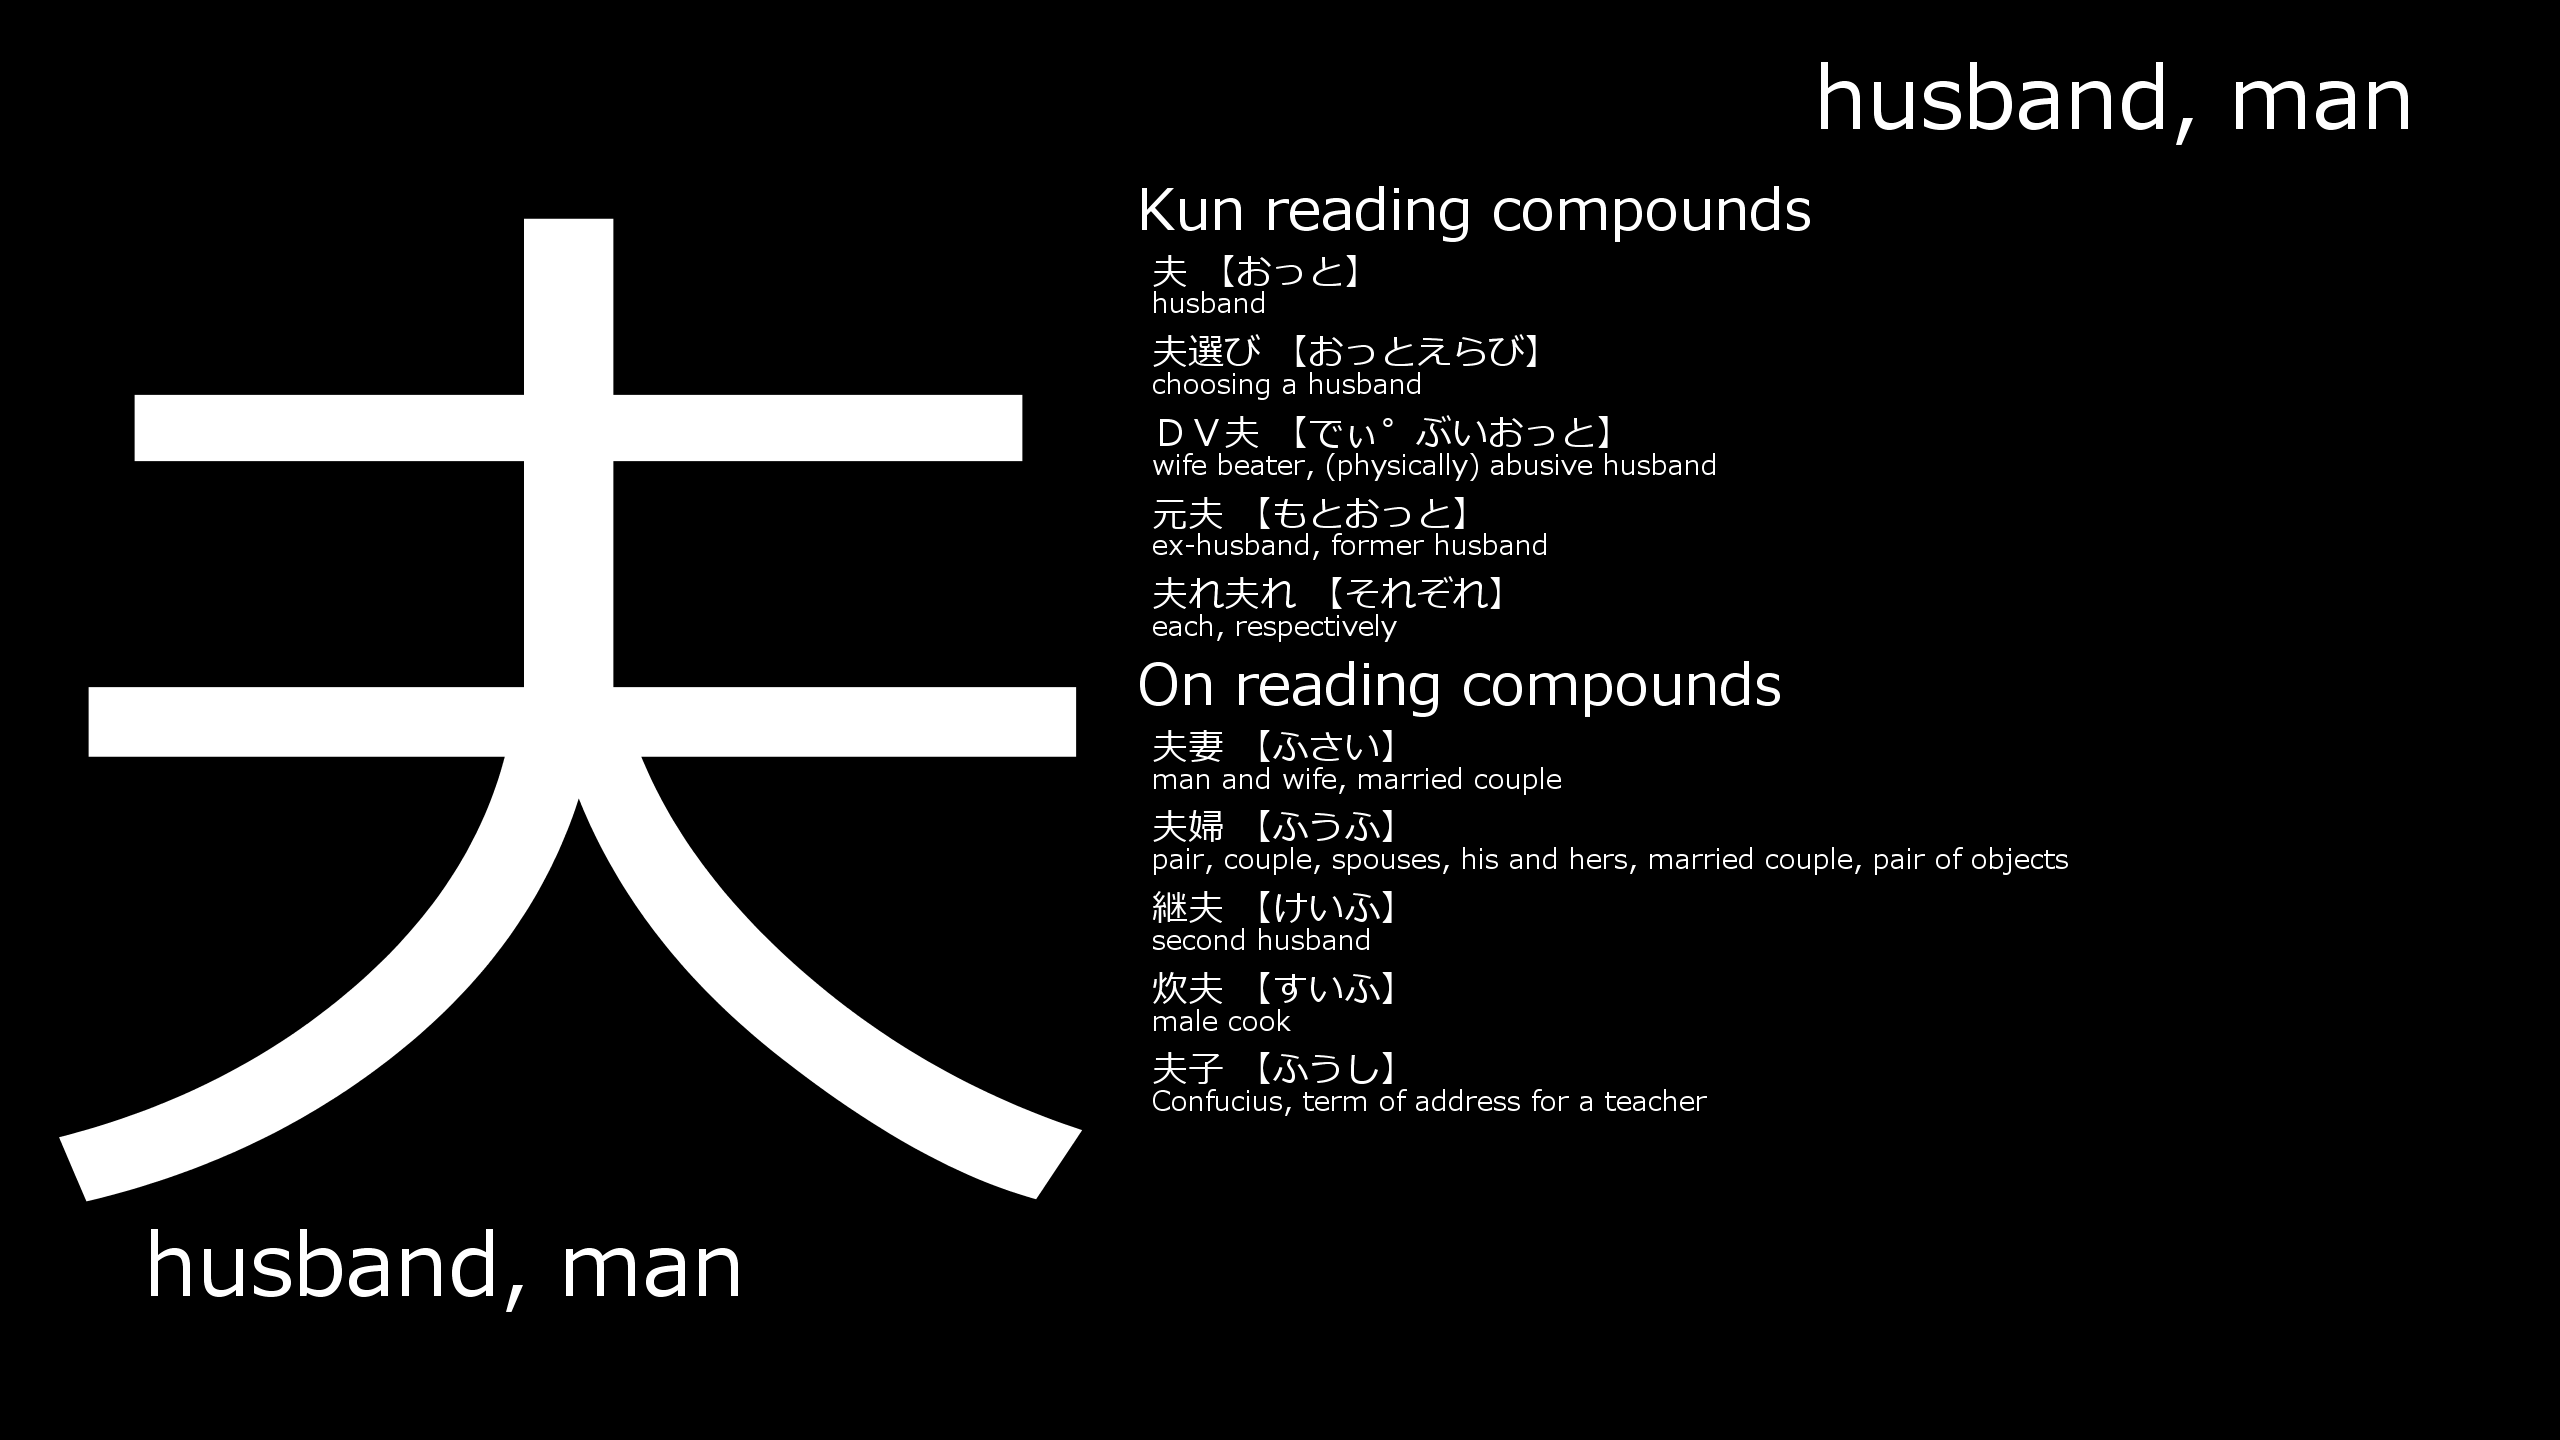 husband, man
夫
husband, man
Kun reading compounds
夫 【おっと】
husband
夫選び 【おっとえらび】
choosing a husband
ＤＶ夫 【でぃ゜ぶいおっと】
wife beater, (physically) abusive husband
元夫 【もとおっと】
ex-husband, former husband
夫れ夫れ 【それぞれ】
each, respectively
On reading compounds
夫妻 【ふさい】
man and wife, married couple
夫婦 【ふうふ】
pair, couple, spouses, his and hers, married couple, pair of objects
継夫 【けいふ】
second husband
炊夫 【すいふ】
male cook
夫子 【ふうし】
Confucius, term of address for a teacher